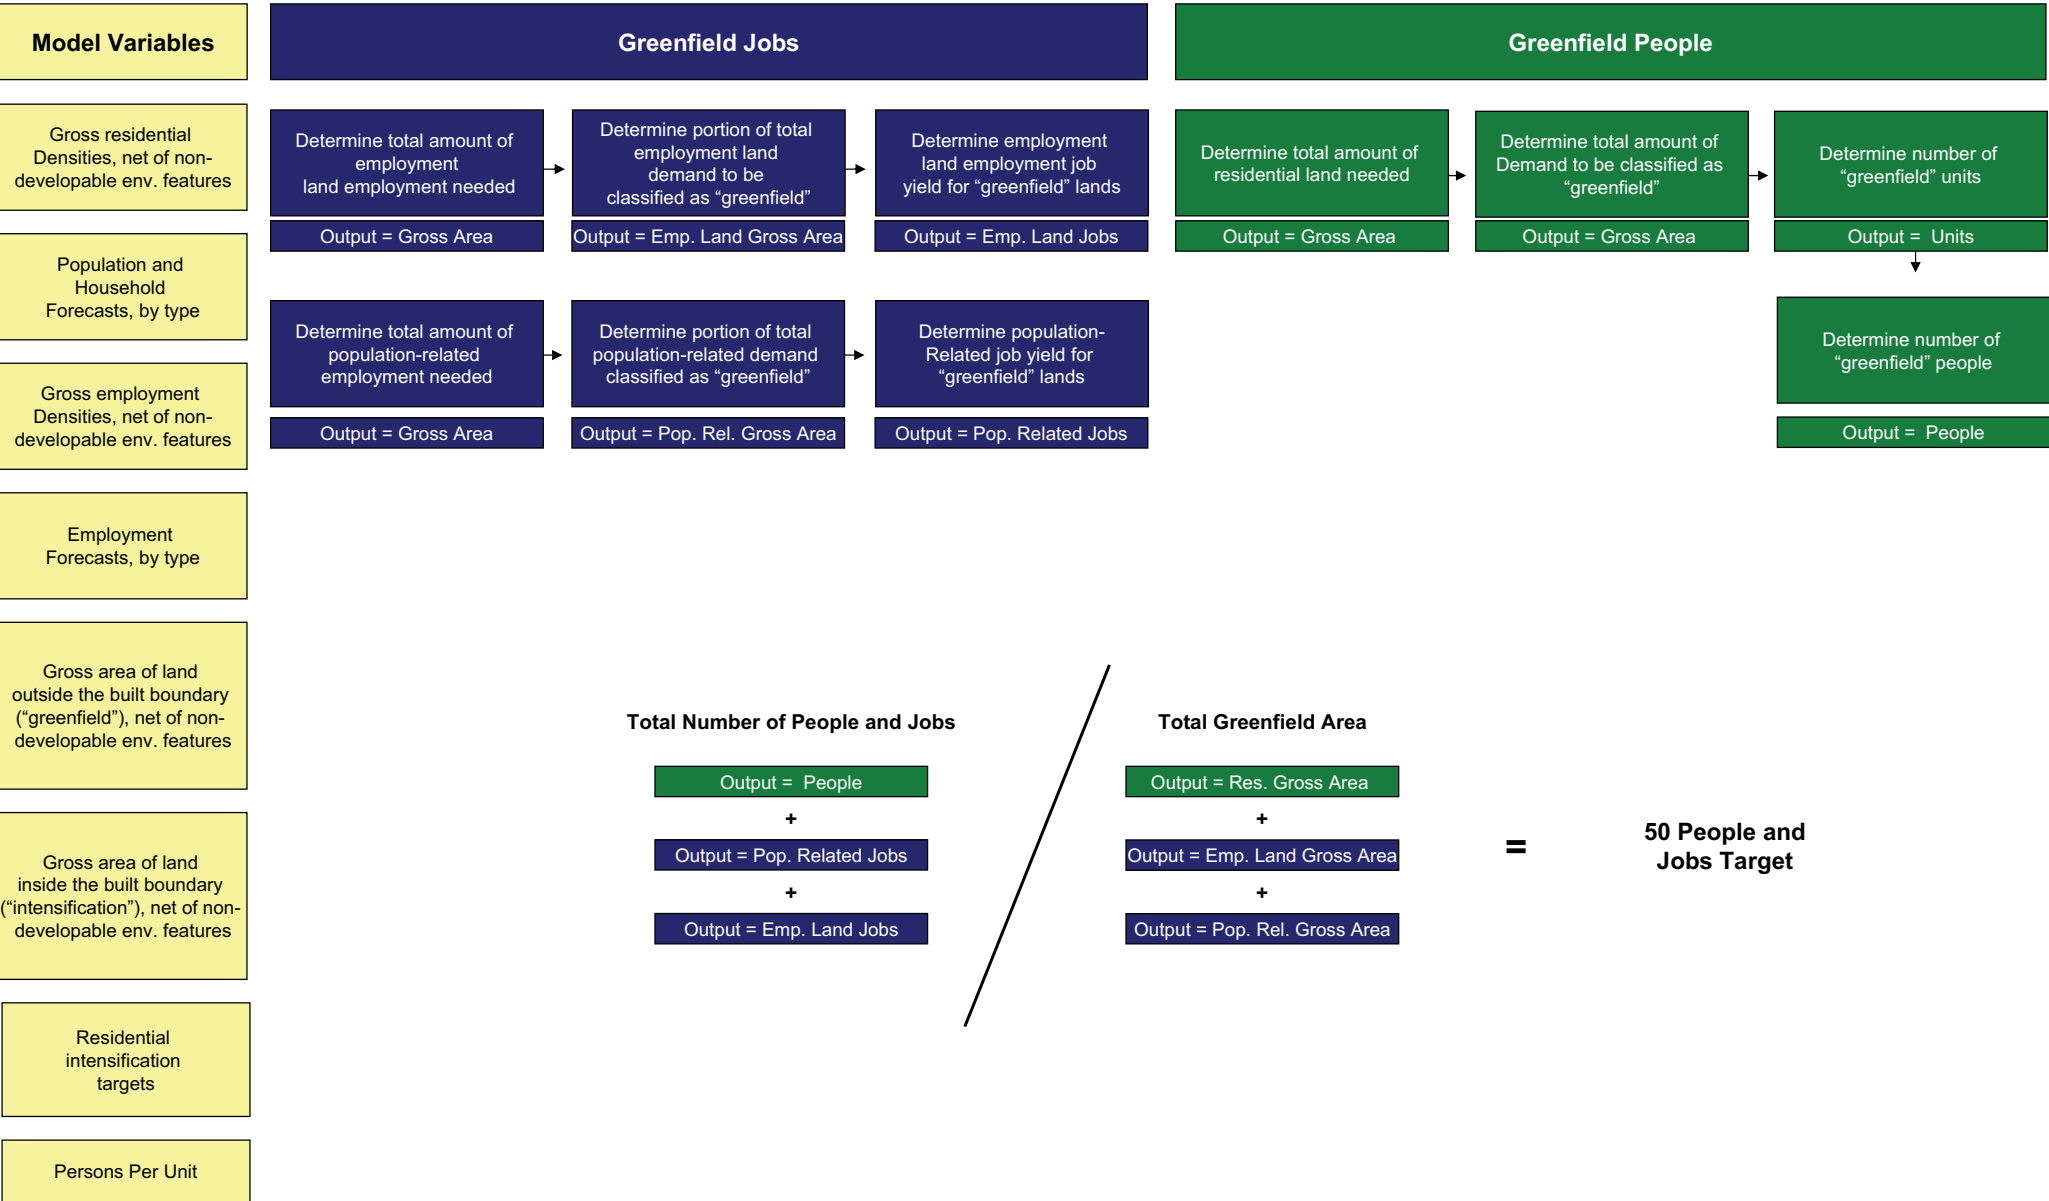 Model Variables
Gross residential
Densities, net of non-
developable env. features
Population and
Household
Forecasts, by type
Gross employment
Densities, net of non-
developable env. features
Employment
Forecasts, by type
Gross area of land
outside the built boundary
(“greenfield”), net of non-
developable env. features
Gross area of land
inside the built boundary
(“intensification”), net of non-
developable env. features
Residential
intensification
targets
Persons Per Unit
Greenfield Jobs
Determine total amount of
employment
land employment needed
Output = Gross Area
Determine portion of total
employment land
demand to be
classified as “greenfield”
Output = Emp. Land Gross Area
Determine employment
land employment job
yield for “greenfield” lands
Output = Emp. Land Jobs
Determine total amount of
population-related
employment needed
Output = Gross Area
Determine portion of total
population-related demand
classified as “greenfield”
Output = Pop. Rel. Gross Area
Determine population-
Related job yield for
“greenfield” lands
Output = Pop. Related Jobs
Greenfield People
Determine total amount of
residential land needed
Output = Gross Area
Determine total amount of
Demand to be classified as
“greenfield”
Output = Gross Area
Determine number of
“greenfield” units
Output = Units
Determine number of
“greenfield” people
Output = People
Total Number of People and Jobs
Output = People
+
Output = Pop. Related Jobs
+
Output = Emp. Land Jobs
Total Greenfield Area
Output = Res. Gross Area
+
Output = Emp. Land Gross Area
+
Output = Pop. Rel. Gross Area
=
50 People and
Jobs Target